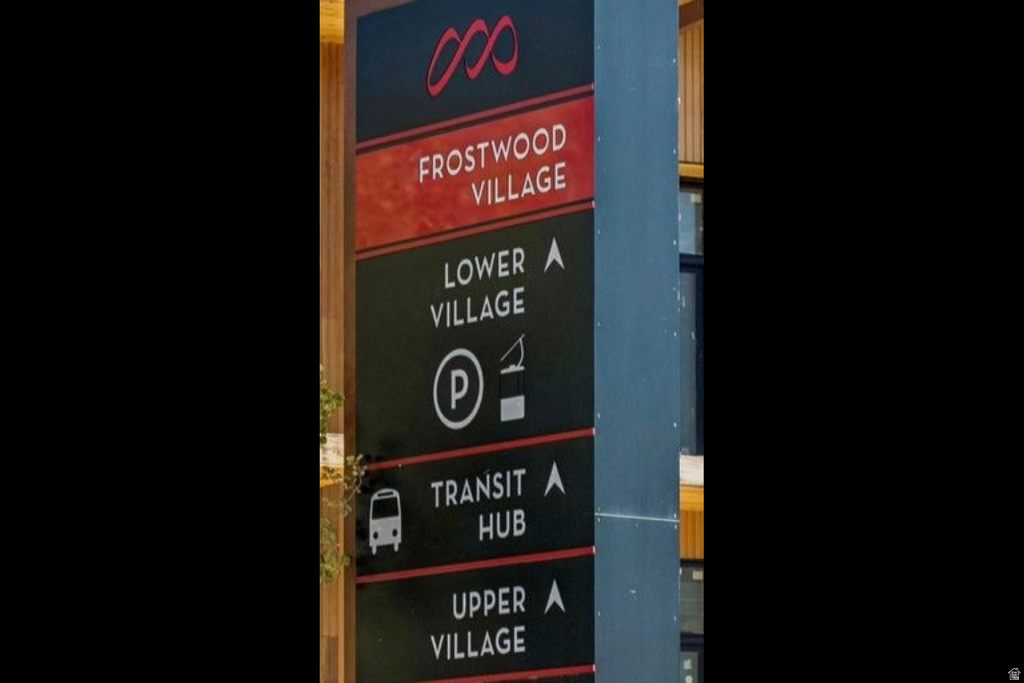 FROSTWOOD
VILLAGE
LOWER
VILLAGE
P
TRANSIT
HUB
UPPER
VILLAGE